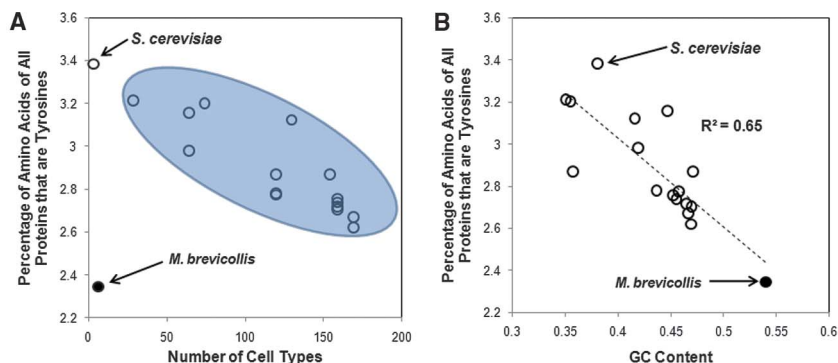 A
Percentage of Amino Acids of All
Proteins that are Tyrosines
3.6
3.4
3.2
3
2.8
2.6
2.4
2.2
S. cerevisiae
M. brevicollis
0
50
100
150
200
Number of Cell Types
B
Percentage of Amino Acids of All
Proteins that are Tyrosines
3.6
3.4
3.2
3
2.8
2.6
2.4
2.2
S. cerevisiae
R² = 0.65
M. brevicollis
0.3
0.35
0.4
0.45
0.5
0.55
0.6
GC Content